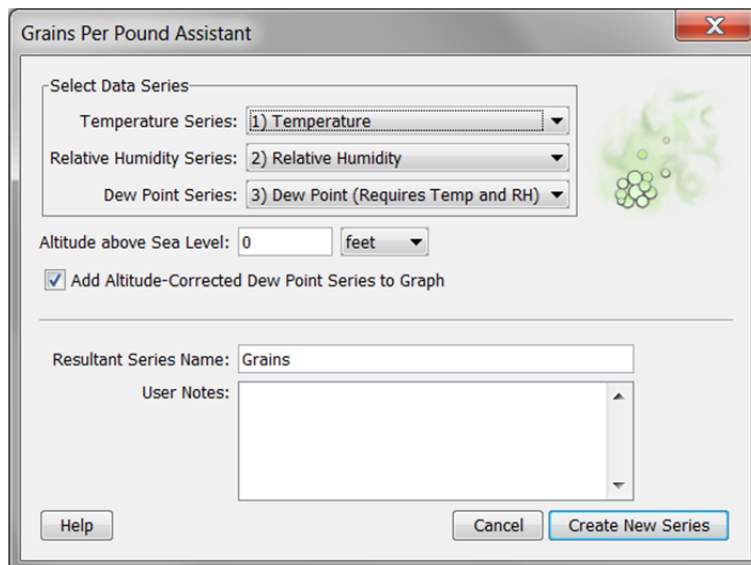 Grains Per Pound Assistant
Select Data Series
Temperature Series: 1) Temperature
Relative Humidity Series: 2) Relative Humidity
Dew Point Series: 3) Dew Point (Requires Temp and RH)
Altitude above Sea Level: 0 feet
Add Altitude-Corrected Dew Point Series to Graph
Resultant Series Name: Grains
User Notes:
Help Cancel Create New Series